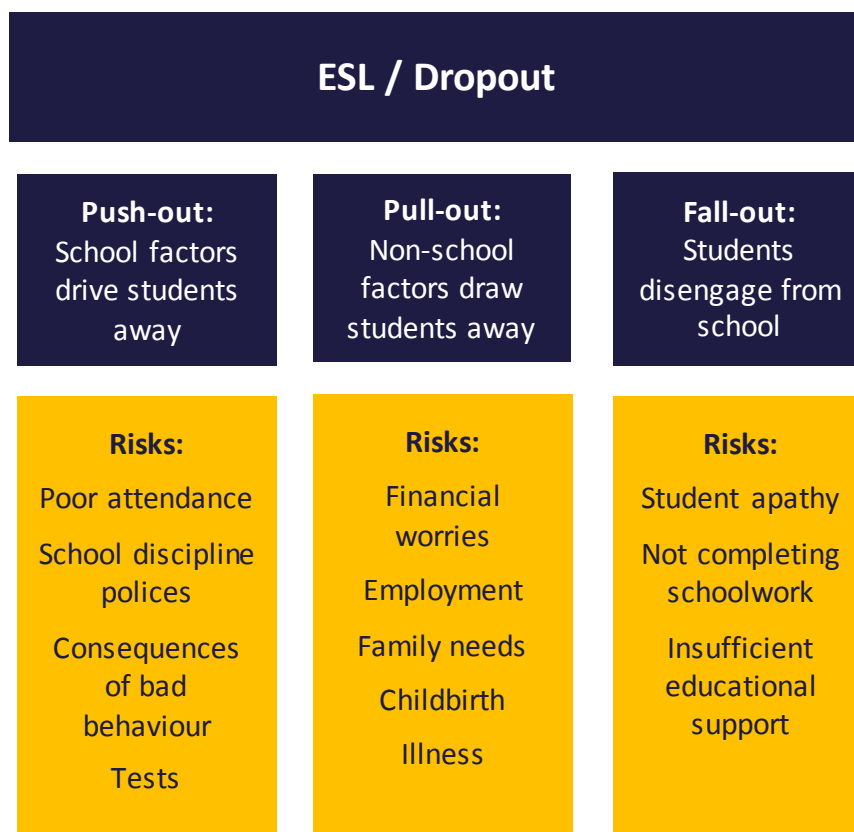 ESL / Dropout
Push-out:
School factors
drive students
away
Pull-out:
Non-school
factors draw
students away
Fall-out:
Students
disengage from
school
Risks:
Poor attendance
School discipline
polices
Consequences
of bad
behaviour
Tests
Risks:
Financial
worries
Employment
Family needs
Childbirth
Illness
Risks:
Student apathy
Not completing
schoolwork
Insufficient
educational
support